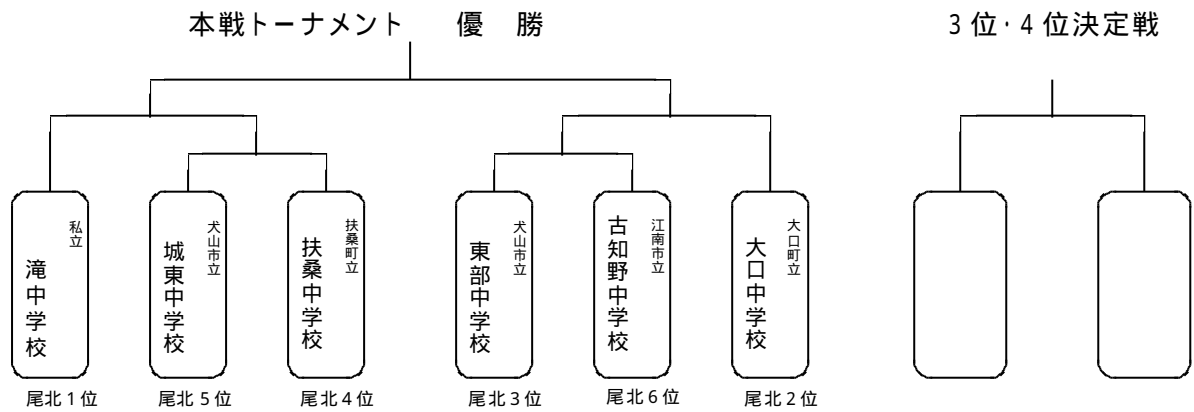 本戦トーナメント 優 勝
3位・4位決定戦
私立
滝中学校
犬山市立
城東中学校
扶桑町立
扶桑中学校
犬山市立
東部中学校
江南市立
古知野中学校
大口町立
大口中学校
尾北1位
尾北5位
尾北4位
尾北3位
尾北6位
尾北2位